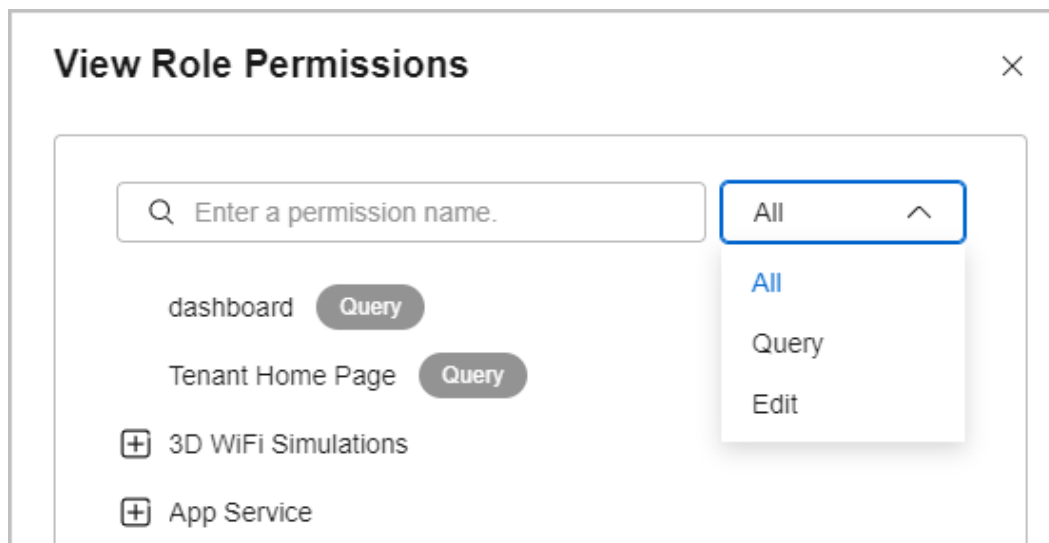 View Role Permissions
Enter a permission name.
All
All
Query
Edit
dashboard Query
Tenant Home Page Query
3D WiFi Simulations
App Service